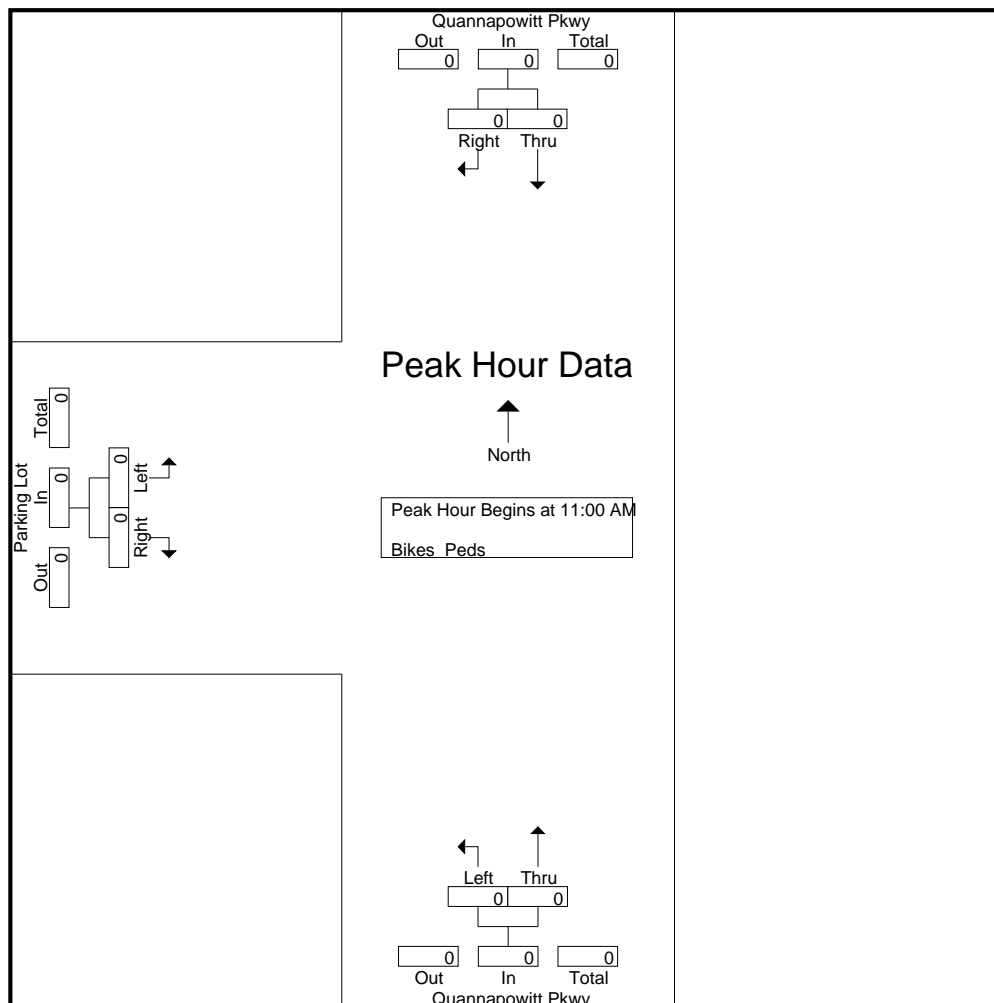 Quannapowitt Pkwy
Out In Total
0 0 0
0 0
Right Thru
Peak Hour Data
North
Peak Hour Begins at 11:00 AM
Bikes Peds
Parking Lot
Out In Total
0 0 0
0 0
Right Left
Left Thru
0 0
0 0 0
Out In Total
Quannapowitt Pkwy